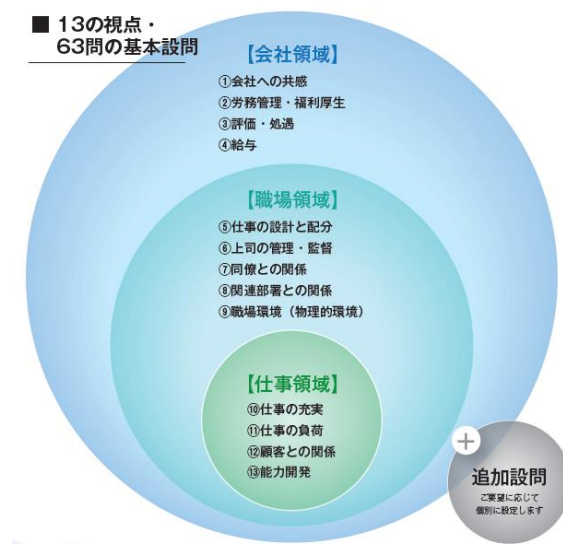 ■ 13の視点・
63問の基本設問
【会社領域】
①会社への共感
②労務管理・福利厚生
③評価・処遇
④給与
【職場領域】
⑤仕事の設計と配分
⑥上司の管理・監督
⑦同僚との関係
⑧関連部署との関係
⑨職場環境（物理的環境）
【仕事領域】
⑩仕事の充実
⑪仕事の負荷
⑫顧客との関係
⑬能力開発
+
追加設問
ご要望に応じて
個別に設定します